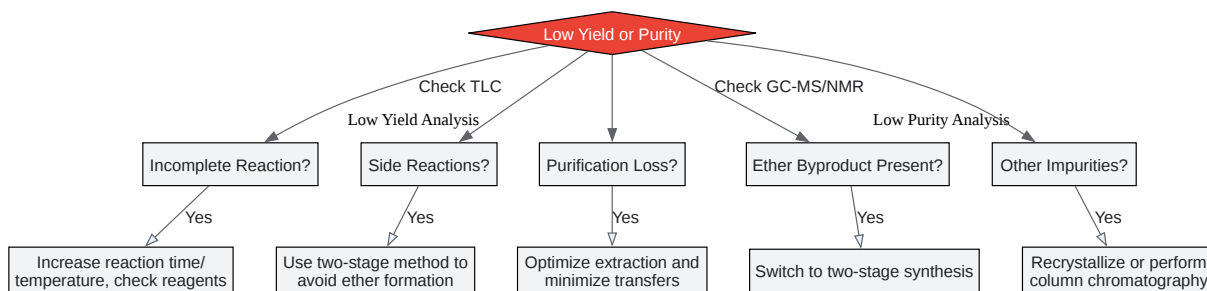 Low Yield or Purity
Check TLC
Check GC-MS/NMR
Low Yield Analysis
Low Purity Analysis
Incomplete Reaction?
Side Reactions?
Purification Loss?
Ether Byproduct Present?
Other Impurities?
Yes
Yes
Yes
Yes
Yes
Increase reaction time/
temperature, check reagents
Use two-stage method to
avoid ether formation
Optimize extraction and
minimize transfers
Switch to two-stage synthesis
Recrystallize or perform
column chromatography